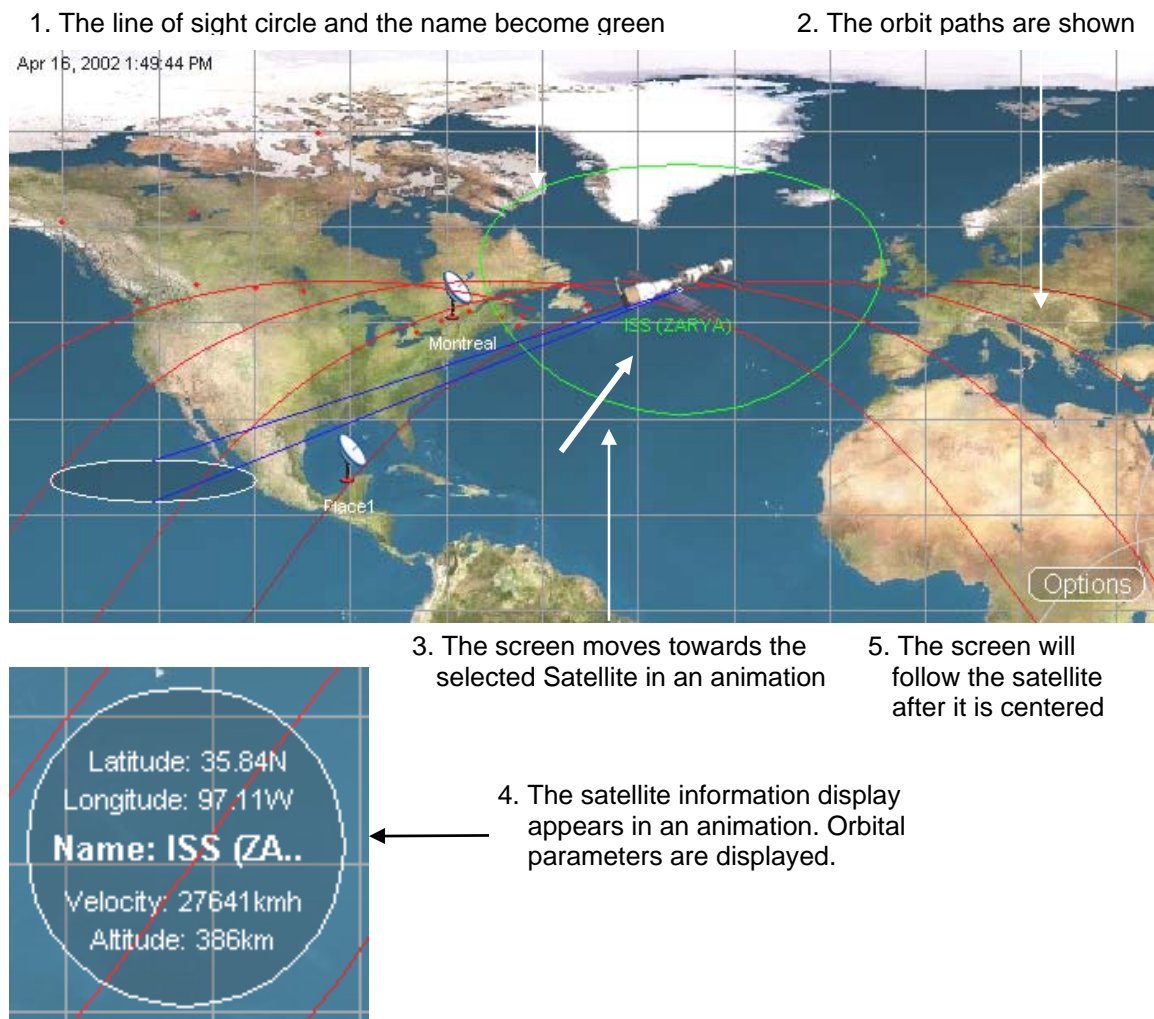 1. The line of sight circle and the name become green
2. The orbit paths are shown
Apr 16, 2002 1:49:44 PM
ISS (ZARYA)
Montreal
Place1
Options
3. The screen moves towards the
selected Satellite in an animation
5. The screen will
follow the satellite
after it is centered
Latitude: 35.84N
Longitude: 97.11W
Name: ISS (ZA..
Velocity: 27641kmh
Altitude: 386km
4. The satellite information display
appears in an animation. Orbital
parameters are displayed.